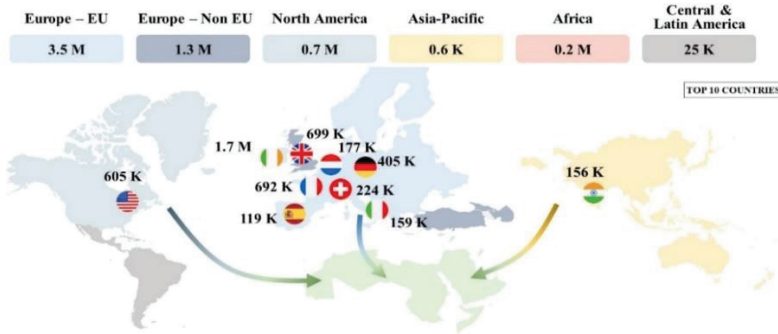 Europe – EU
Europe – Non EU
North America
Asia-Pacific
Africa
Central &
Latin America
3.5 M
1.3 M
0.7 M
0.6 K
0.2 M
25 K
TOP 10 COUNTRIES
699 K
1.7 M
177 K
405 K
605 K
156 K
692 K
224 K
119 K
159 K